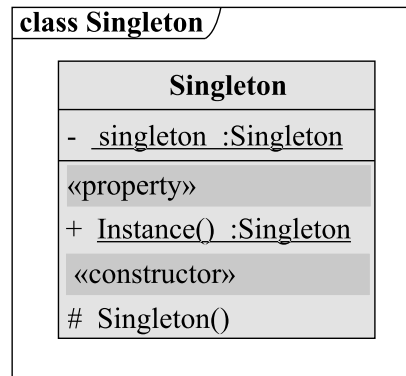 class Singleton
Singleton
- singleton :Singleton
«property»
+ Instance() :Singleton
«constructor»
# Singleton()